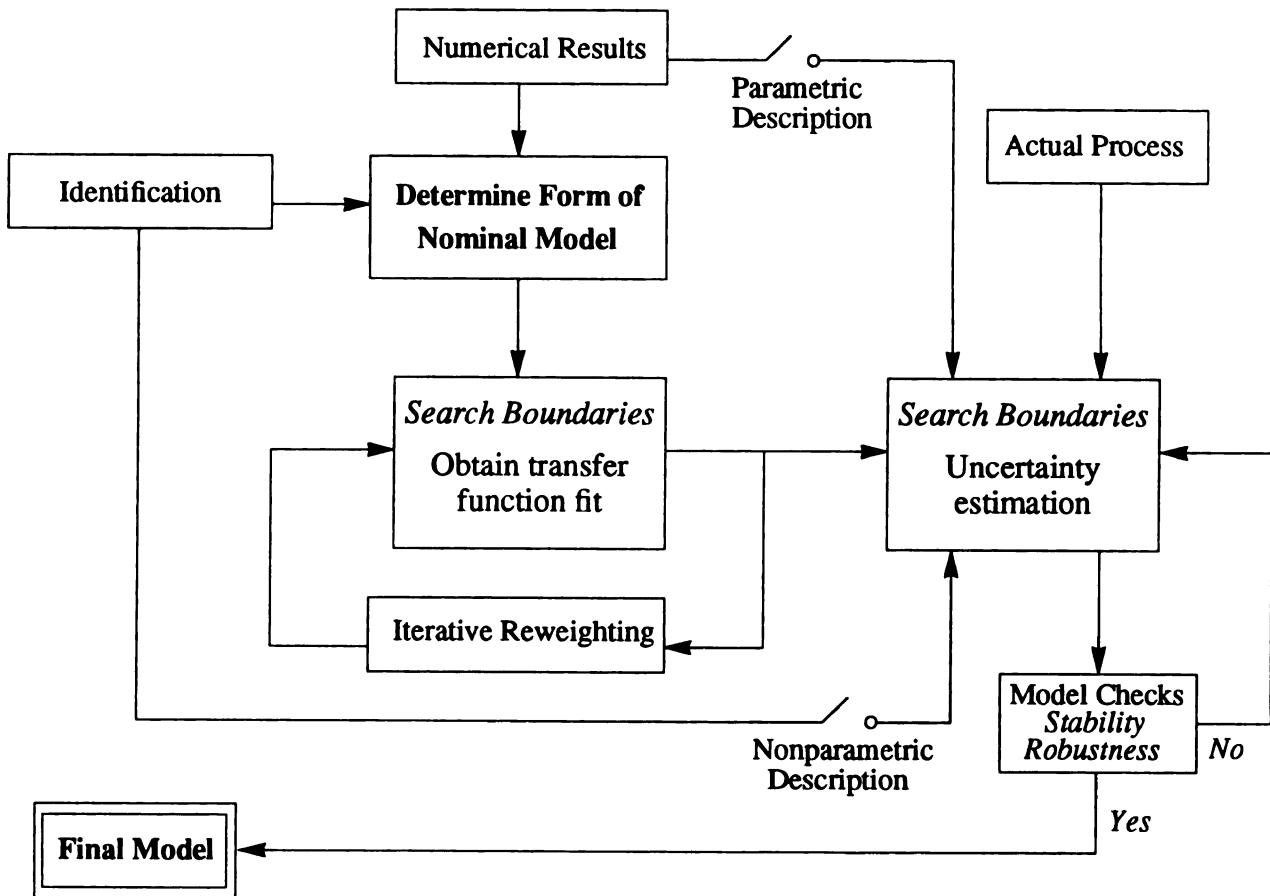 Numerical Results
Parametric
Description
Actual Process
Identification
Determine Form of
Nominal Model
Search Boundaries
Obtain transfer
function fit
Search Boundaries
Uncertainty
estimation
Iterative Reweighting
Model Checks
Stability
Robustness
No
Nonparametric
Description
Yes
Final Model